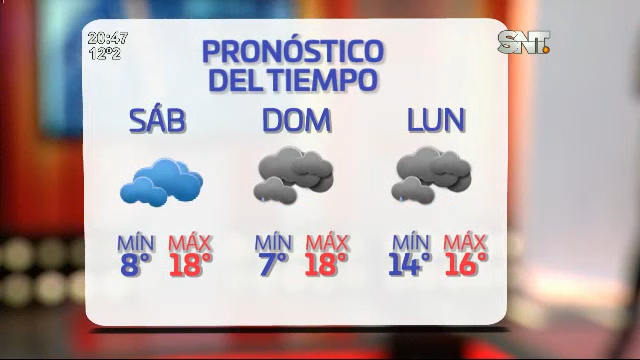 20:47
12°2
SNT.
PRONÓSTICO
DEL TIEMPO
SÁB DOM LUN
MÍN MÁX MÍN MÁX MÍN MÁX
8° 18° 7° 18° 14° 16°